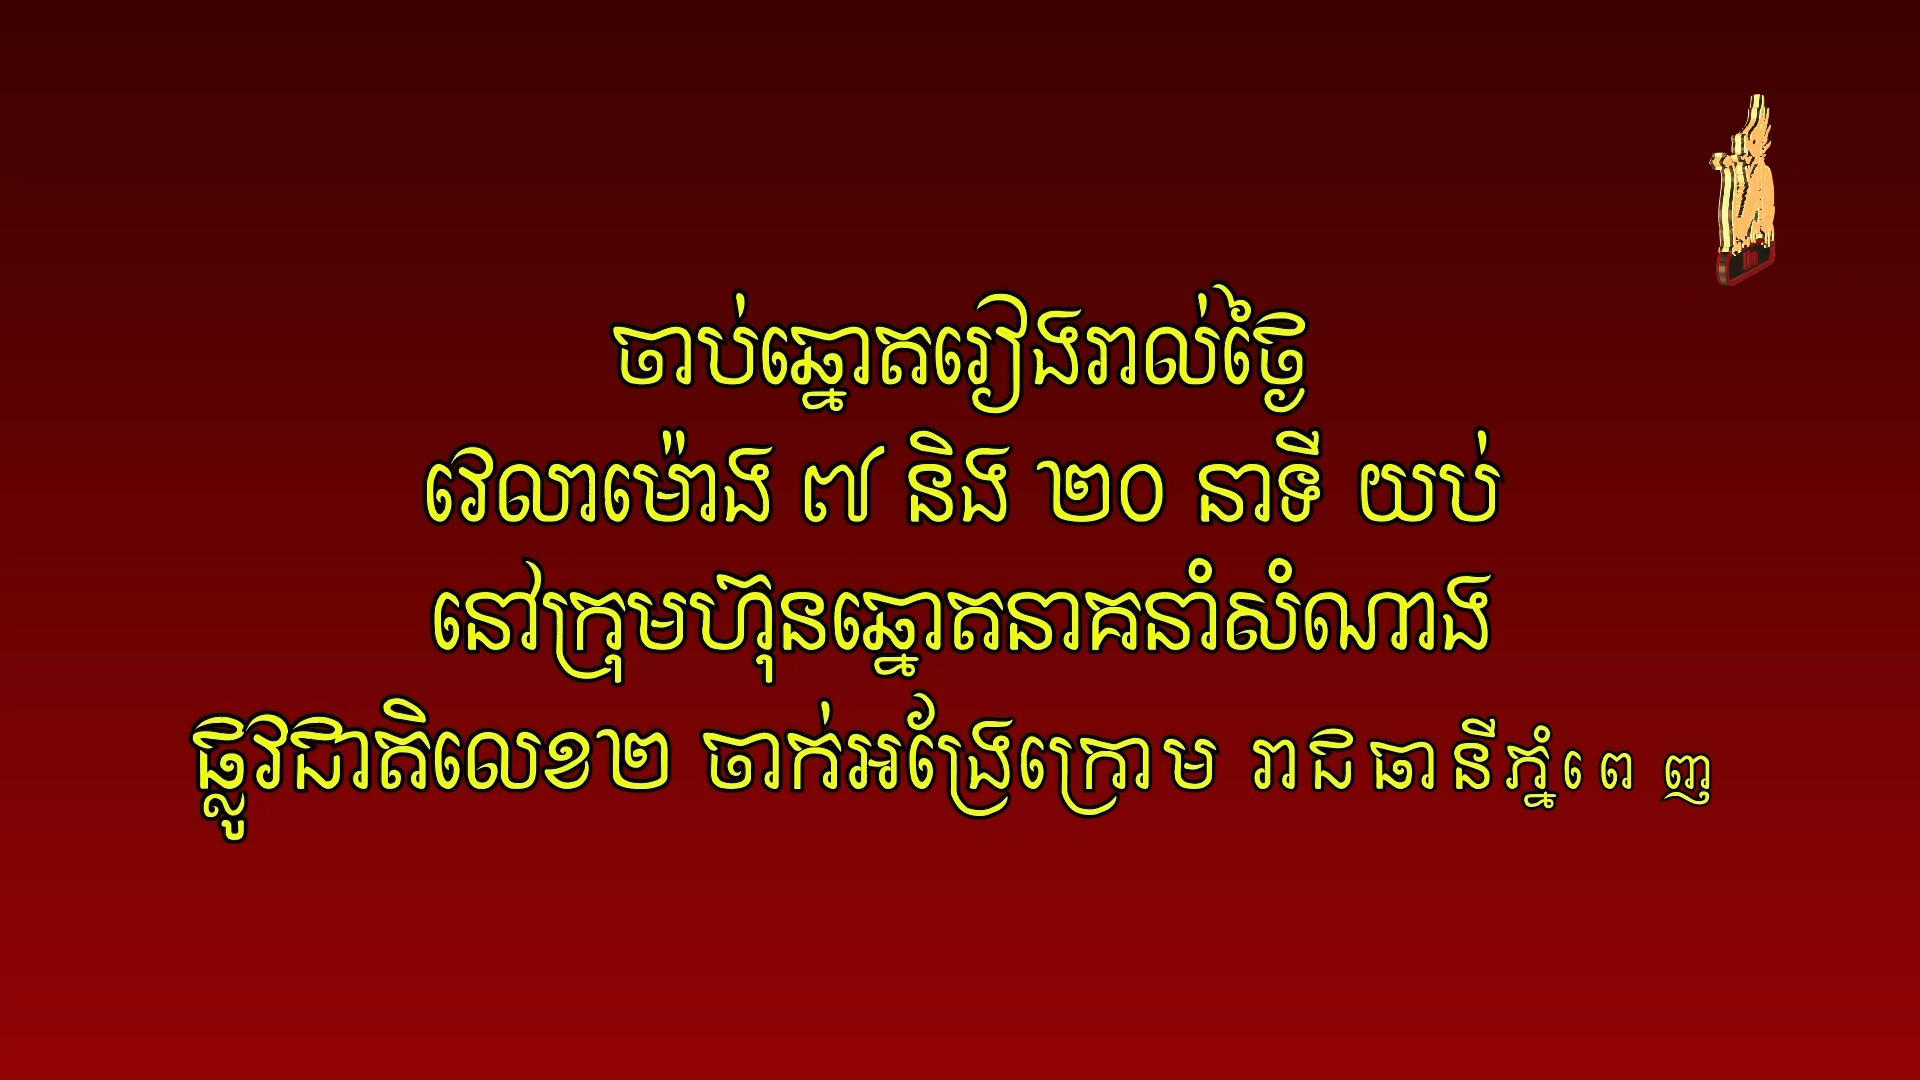 ចាប់ឆ្នោតរៀងរាល់ថ្ងៃ
វេលាម៉ោង ៧ និង ២០ នាទី យប់
នៅក្រុមហ៊ុនឆ្នោតនាគនាំសំណាង
ផ្លូវជាតិលេខ២ ចាក់អង្រែក្រោម រាជធានីភ្នំពេញ